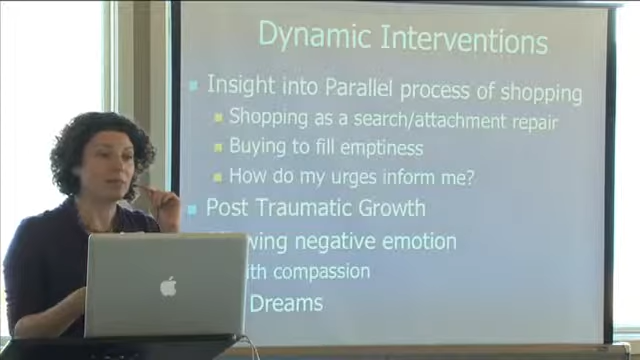 Dynamic Interventions
Insight into Parallel process of shopping
Shopping as a search/attachment repair
Buying to fill emptiness
How do my urges inform me?
Post Traumatic Growth
negative emotion
compassion
Dreams